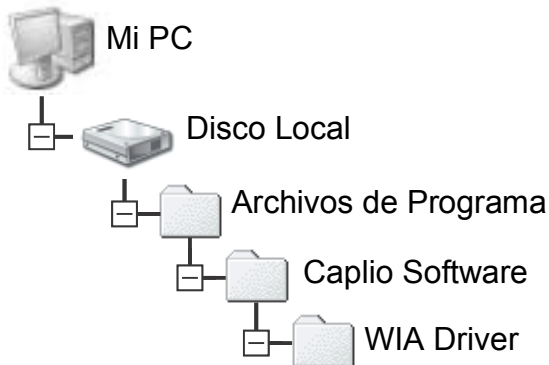 Mi PC
Disco Local
Archivos de Programa
Caplio Software
WIA Driver